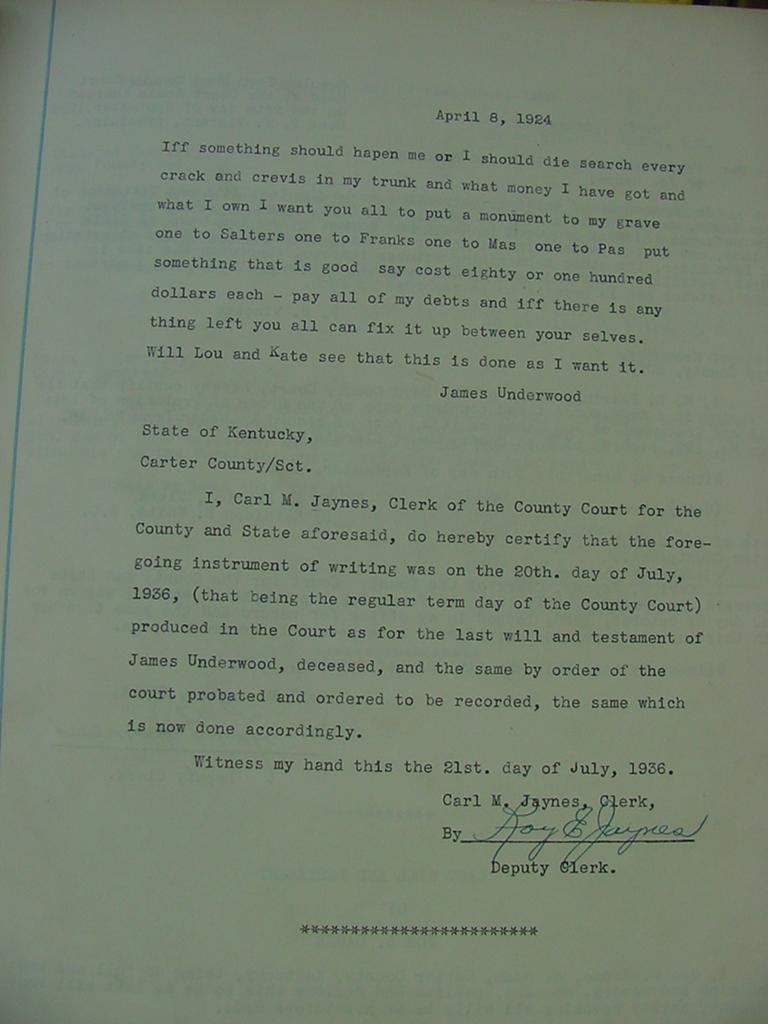 April 8, 1924
Iff something should hapen me or I should die search every
crack and crevis in my trunk and what money I have got and
what I own I want you all to put a monument to my grave
one to Salters one to Franks one to Mas one to Pas put
something that is good say cost eighty or one hundred
dollars each - pay all of my debts and iff there is any
thing left you all can fix it up between your selves.
Will Lou and Kate see that this is done as I want it.
James Underwood
State of Kentucky,
Carter County/Sct.
I, Carl M. Jaynes, Clerk of the County Court for the
County and State aforesaid, do hereby certify that the fore-
going instrument of writing was on the 20th. day of July,
1936, (that being the regular term day of the County Court)
produced in the Court as for the last will and testament of
James Underwood, deceased, and the same by order of the
court probated and ordered to be recorded, the same which
is now done accordingly.
Witness my hand this the 21st. day of July, 1936.
Carl M. Jaynes, Clerk,
By Roy E Jaynes
Deputy Clerk.
***********************